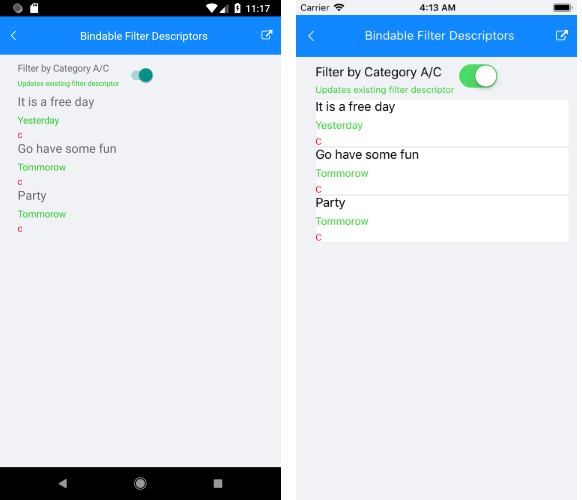 11:17
Bindable Filter Descriptors
Filter by Category A/C
Updates existing filter descriptor
It is a free day
Yesterday
C
Go have some fun
Tommorow
C
Party
Tommorow
C
Carrier 4:13 AM
Bindable Filter Descriptors
Filter by Category A/C
Updates existing filter descriptor
It is a free day
Yesterday
C
Go have some fun
Tommorow
C
Party
Tommorow
C